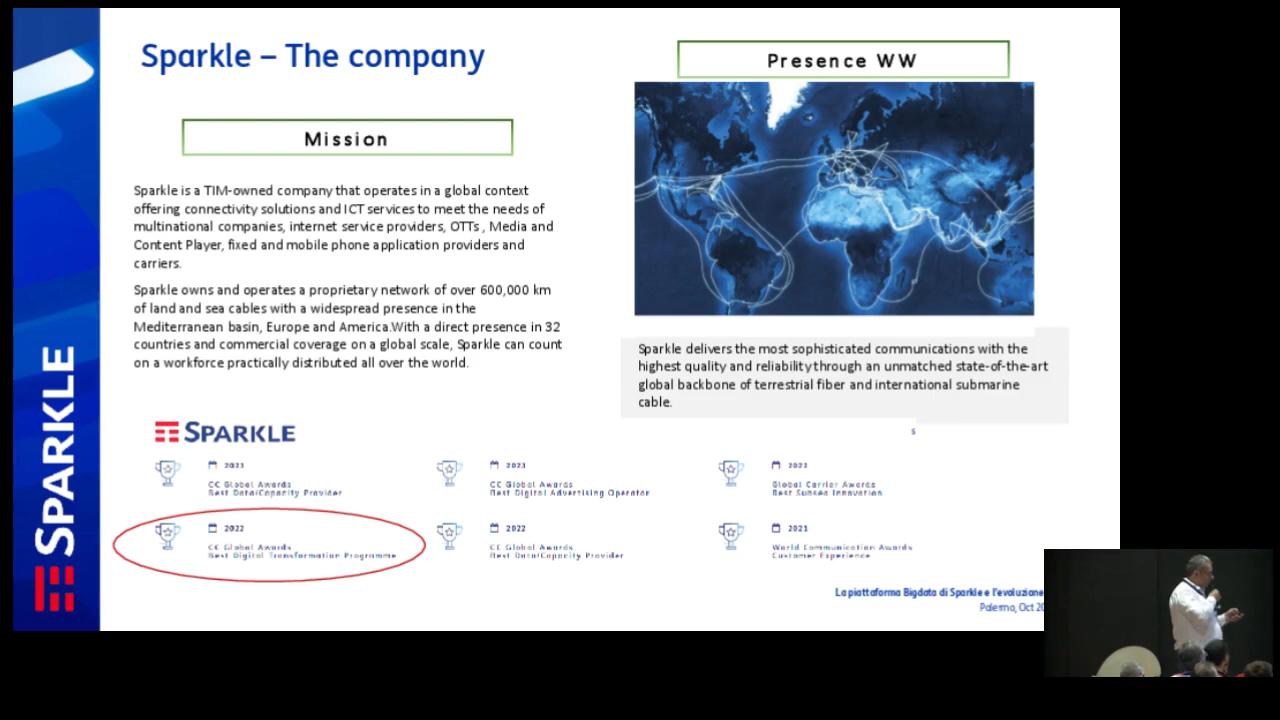 Sparkle – The company
Mission
Sparkle is a TIM-owned company that operates in a global context
offering connectivity solutions and ICT services to meet the needs of
multinational companies, internet service providers, OTTs , Media and
Content Player, fixed and mobile phone application providers and
carriers.
Sparkle owns and operates a proprietary network of over 600,000 km
of land and sea cables with a widespread presence in the
Mediterranean basin, Europe and America.With a direct presence in 32
countries and commercial coverage on a global scale, Sparkle can count
on a workforce practically distributed all over the world.
Presence WW
Sparkle delivers the most sophisticated communications with the
highest quality and reliability through an unmatched state-of-the-art
global backbone of terrestrial fiber and international submarine
cable.
s
SPARKLE
2023
CC Global Awards
Best Data/Capacity Provider
2023
CC Global Awards
Best Digital Advertising Operator
Global Carrier Awards
Best Subsea Innovation
2022
CC Global Awards
Best Digital Transformation Programme
2022
CC Global Awards
Best Data/Capacity Provider
2021
World Communication Awards
Customer Experience
La piattaforma Bigdata di Sparkle e l'evoluzione
Palermo, Oct 20
SPARKLE